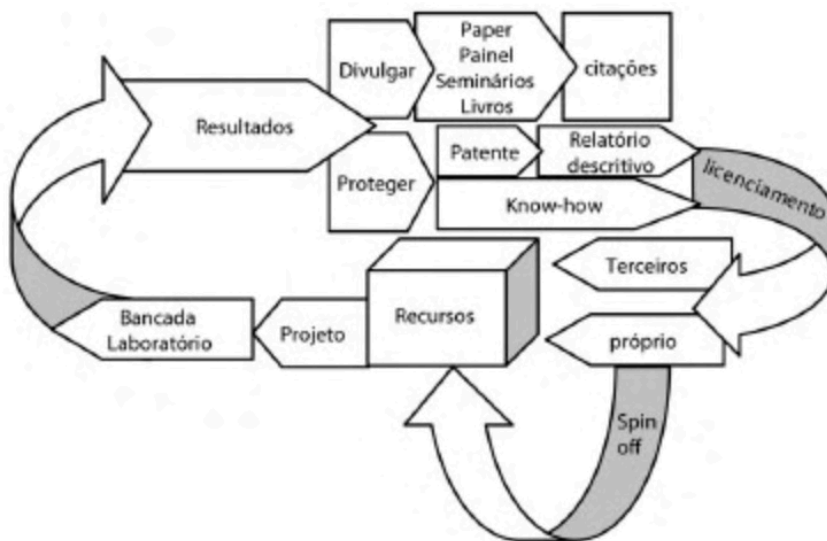 Divulgar
Paper
Painel
Seminários
Livros
citações
Resultados
Proteger
Patente
Relatório
descritivo
Know-how
licenciamento
Terceiros
próprio
Recursos
Projeto
Bancada
Laboratório
Spin
off